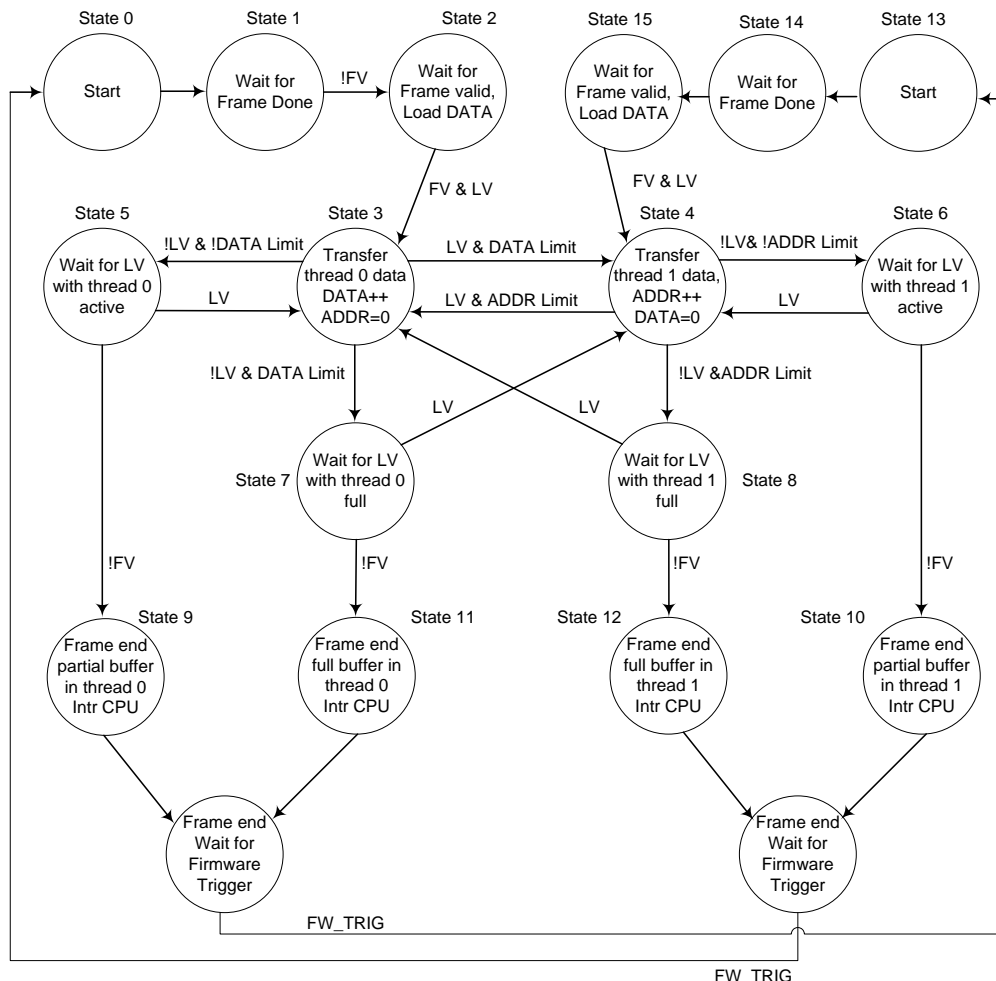 State 0
State 1
State 2
State 15
State 14
State 13
Start
Wait for
Frame Done
!FV
Wait for
Frame valid,
Load DATA
Wait for
Frame valid,
Load DATA
Wait for
Frame Done
Start
FV & LV
FV & LV
State 5
State 3
State 4
State 6
Wait for LV
with thread 0
active
!LV & !DATA Limit
LV
Transfer
thread 0 data
DATA++
ADDR=0
LV & DATA Limit
LV & ADDR Limit
Transfer
thread 1 data,
ADDR++
DATA=0
!LV& !ADDR Limit
LV
Wait for LV
with thread 1
active
!LV & DATA Limit
!LV &ADDR Limit
LV
LV
State 7
Wait for LV
with thread 0
full
Wait for LV
with thread 1
full
State 8
!FV
!FV
!FV
!FV
State 9
State 11
State 12
State 10
Frame end
partial buffer
in thread 0
Intr CPU
Frame end
full buffer in
thread 0
Intr CPU
Frame end
full buffer in
thread 1
Intr CPU
Frame end
partial buffer
in thread 1
Intr CPU
Frame end
Wait for
Firmware
Trigger
Frame end
Wait for
Firmware
Trigger
FW_TRIG
FW_TRIG